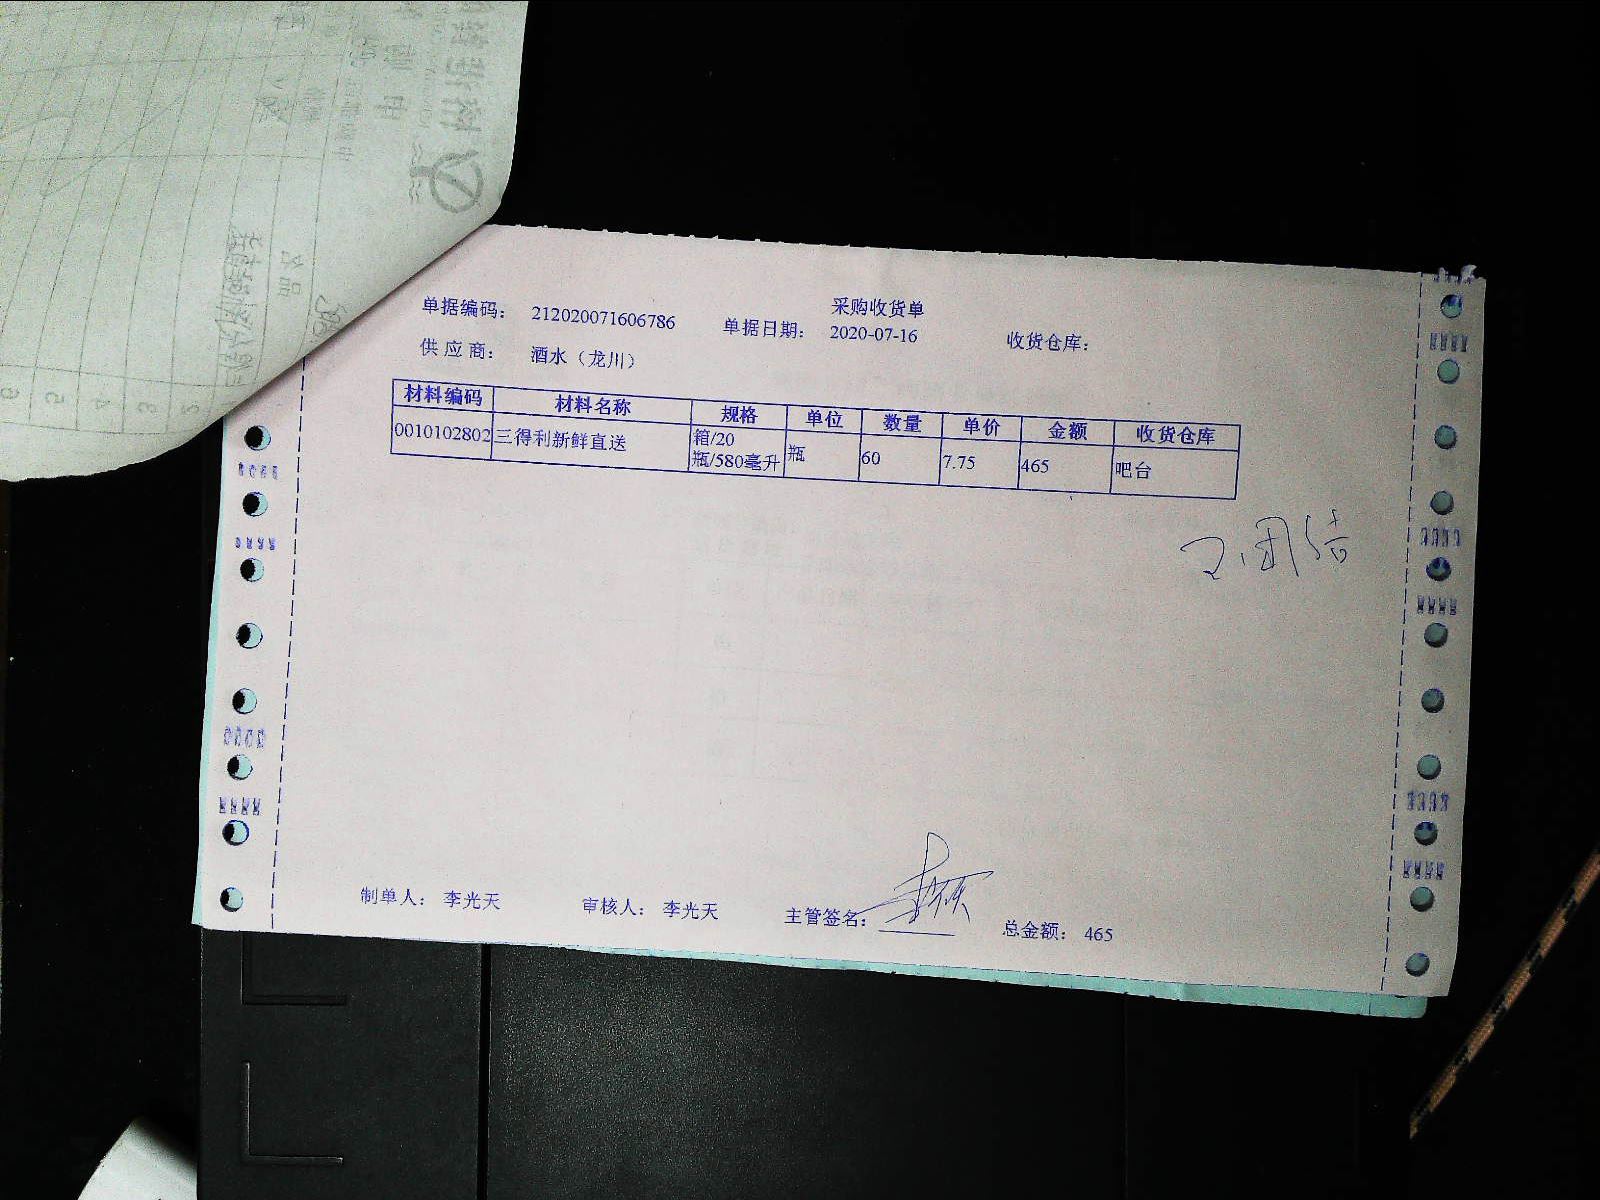 采购收货单
单据编码： 212020071606786 单据日期： 2020-07-16 收货仓库：
供 应 商： 酒水（龙川）
材料编码 材料名称 规格 单位 数量 单价 金额 收货仓库
0010102802 三得利新鲜直送 箱/20 瓶/580毫升 瓶 60 7.75 465 吧台
制单人： 李光天 审核人： 李光天 主管签名： 总金额： 465